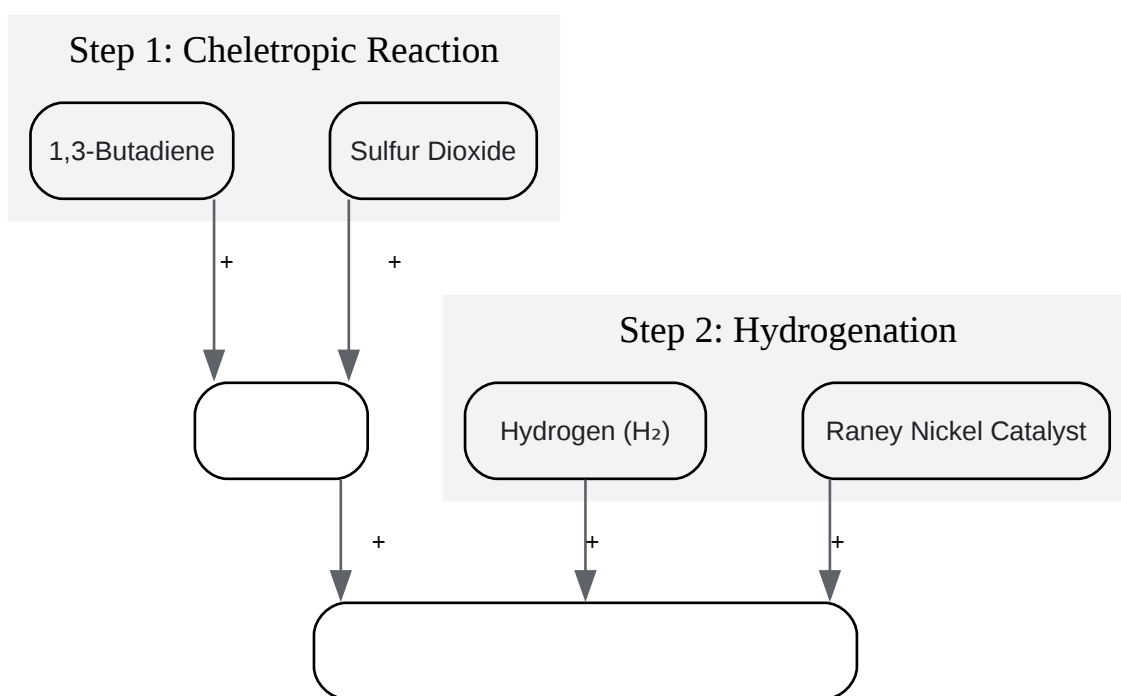 Step 1: Cheletropic Reaction
1,3-Butadiene
Sulfur Dioxide
+
+
Step 2: Hydrogenation
Hydrogen (H₂)
Raney Nickel Catalyst
+
+
+